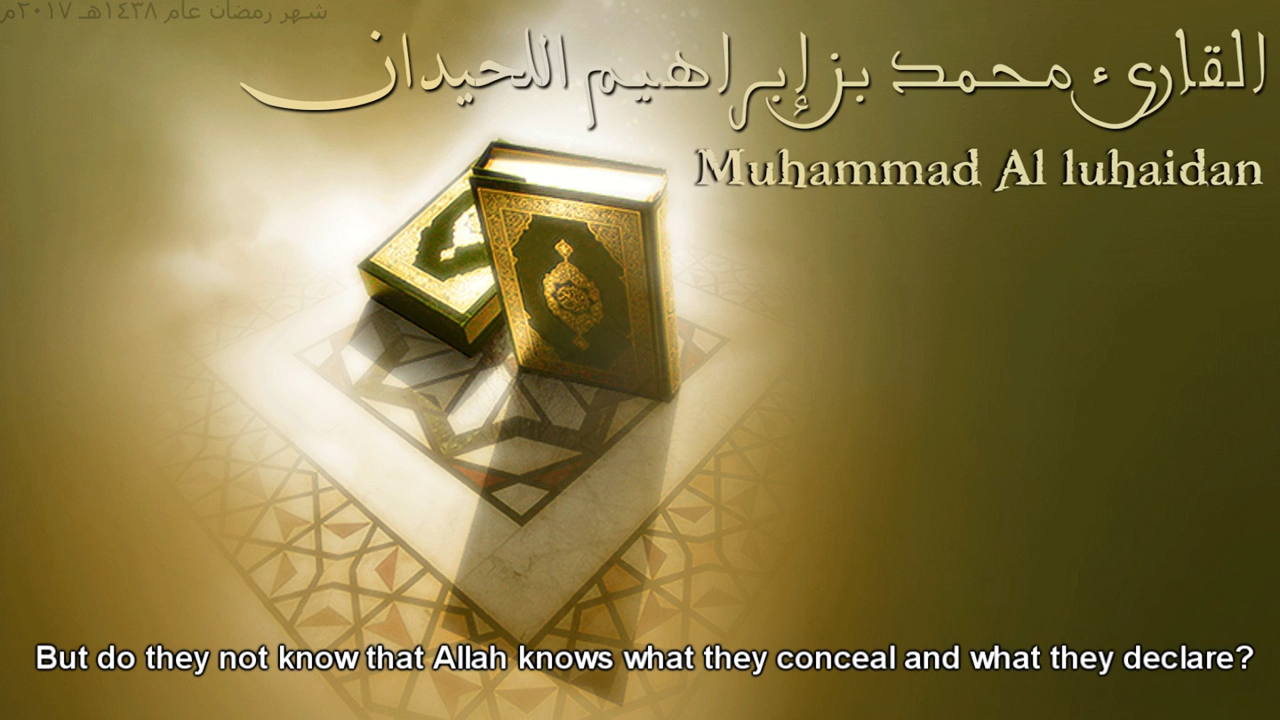 شهر رمضان عام ١٤٣٨هـ ٢٠١٧م
القارئ محمد بن إبراهيم اللحيدان
Muhammad Al luhaidan
But do they not know that Allah knows what they conceal and what they declare?